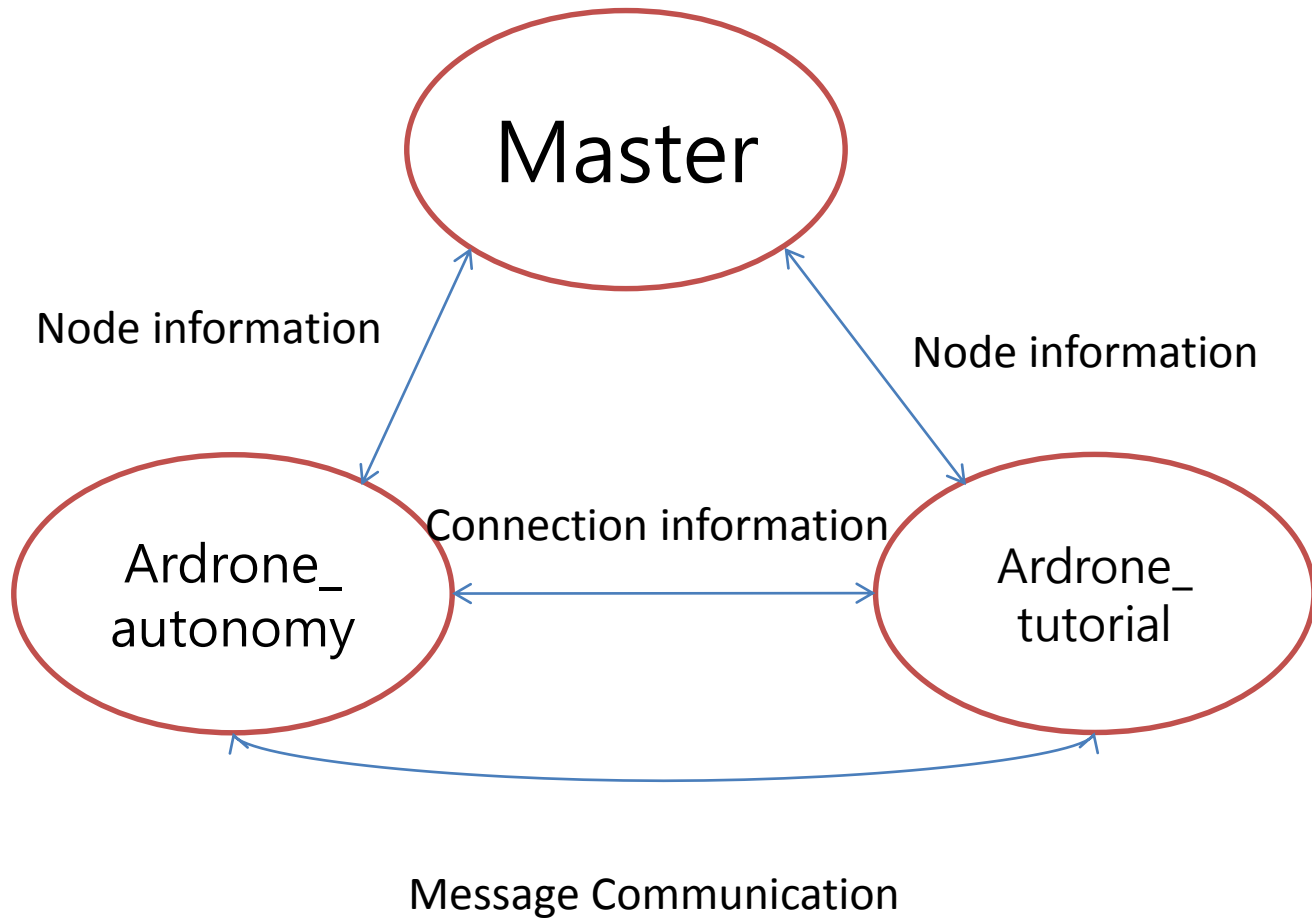 Master
Node information
Node information
Connection information
Ardrone_
autonomy
Ardrone_
tutorial
Message Communication